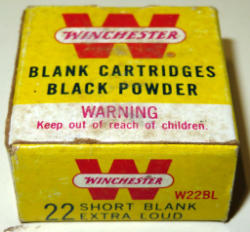 WINCHESTER
BLANK CARTRIDGES
BLACK POWDER
WARNING
Keep out of reach of children.
W
WINCHESTER
W22BL
22 SHORT BLANK
EXTRA LOUD